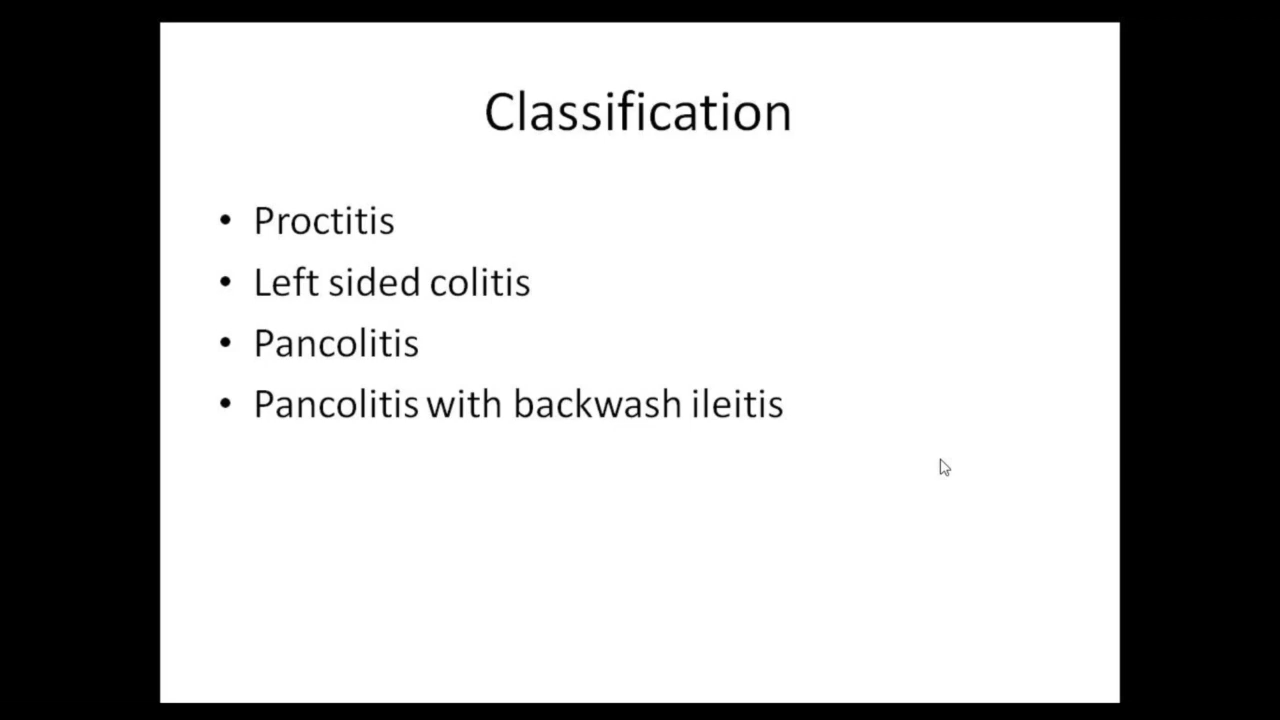 Classification
• Proctitis
• Left sided colitis
• Pancolitis
• Pancolitis with backwash ileitis